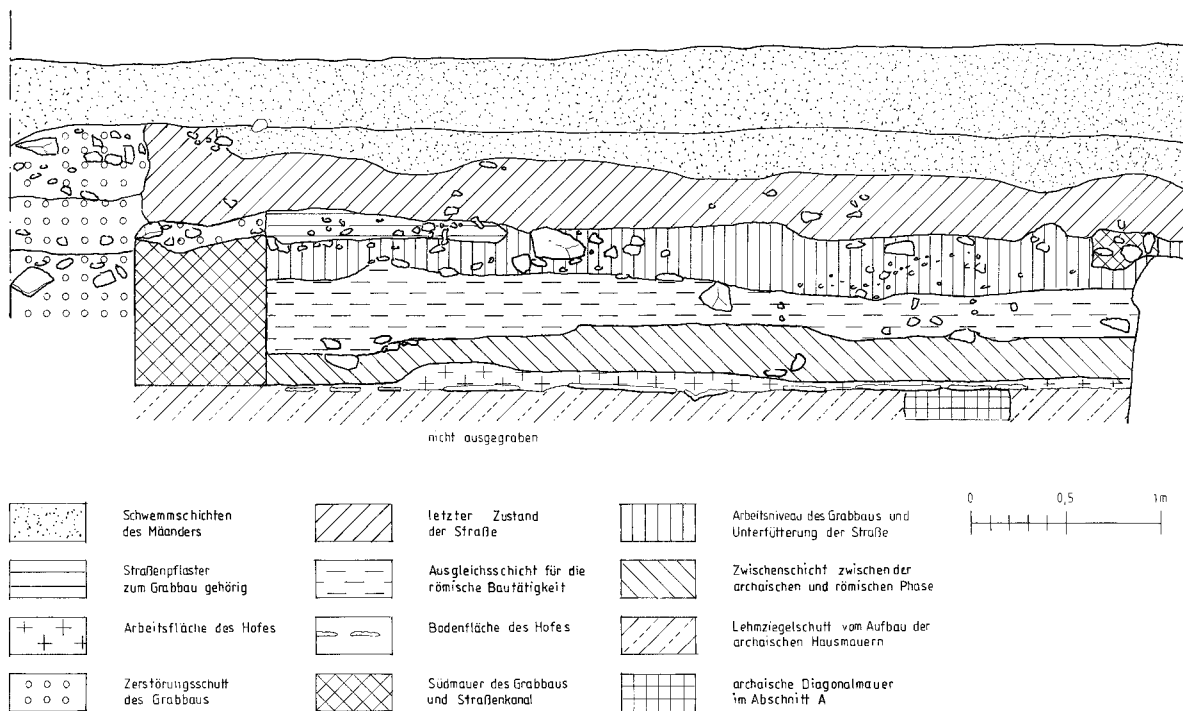 nicht ausgegraben
Schwemmschichten
des Mäanders
letzter Zustand
der Straße
Arbeitsniveau des Grabbaus und
Unterfütterung der Straße
0 0,5 1m
Straßenpflaster
zum Grabbau gehörig
Ausgleichsschicht für die
römische Bautätigkeit
Zwischenschicht zwischen der
archaischen und römischen Phase
Arbeitsfläche des Hofes
Bodenfläche des Hofes
Lehmziegelschutt vom Aufbau der
archaischen Hausmauern
Zerstörungsschutt
des Grabbaus
Südmauer des Grabbaus
und Straßenkanal
archaische Diagonalmauer
im Abschnitt A